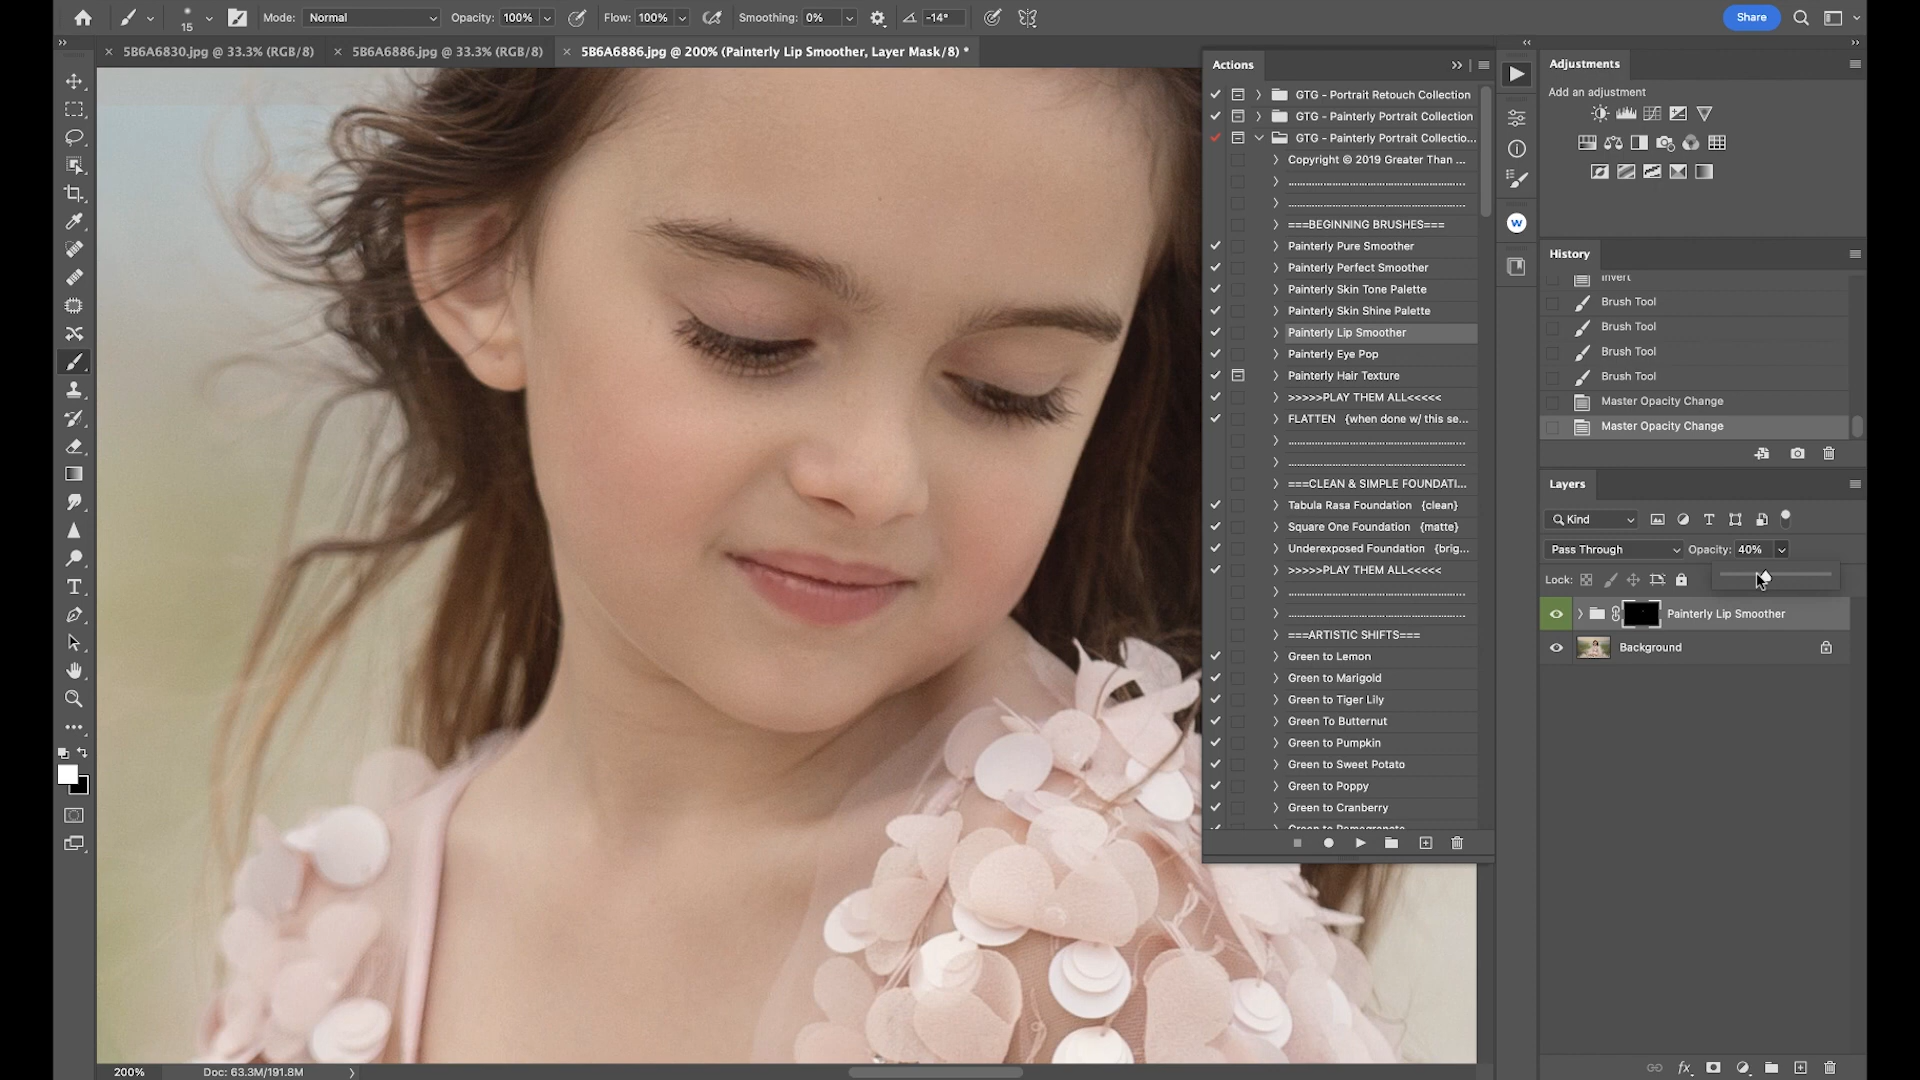 15
Mode: Normal
Opacity: 100%
Flow: 100%
Smoothing: 0%
-14°
Share
5B6A6830.jpg @ 33.3% (RGB/8)
5B6A6886.jpg @ 33.3% (RGB/8)
5B6A6886.jpg @ 200% (Painterly Lip Smoother, Layer Mask/8) *
Actions
GTG - Portrait Retouch Collection
GTG - Painterly Portrait Collection
GTG - Painterly Portrait Collectio...
Copyright © 2019 Greater Than ...
===BEGINNING BRUSHES===
Painterly Pure Smoother
Painterly Perfect Smoother
Painterly Skin Tone Palette
Painterly Skin Shine Palette
Painterly Lip Smoother
Painterly Eye Pop
Painterly Hair Texture
>>>>>PLAY THEM ALL<<<<<
FLATTEN {when done w/ this se...
===CLEAN & SIMPLE FOUNDATI...
Tabula Rasa Foundation {clean}
Square One Foundation {matte}
Underexposed Foundation {brig...
>>>>>PLAY THEM ALL<<<<<
===ARTISTIC SHIFTS===
Green to Lemon
Green to Marigold
Green to Tiger Lily
Green To Butternut
Green to Pumpkin
Green to Sweet Potato
Green to Poppy
Green to Cranberry
Green to Pomegranate
W
Adjustments
Add an adjustment
History
Invert
Brush Tool
Brush Tool
Brush Tool
Brush Tool
Master Opacity Change
Master Opacity Change
Layers
Kind
Pass Through
Opacity: 40%
Lock:
Painterly Lip Smoother
Background
fx
200%
Doc: 63.3M/191.8M